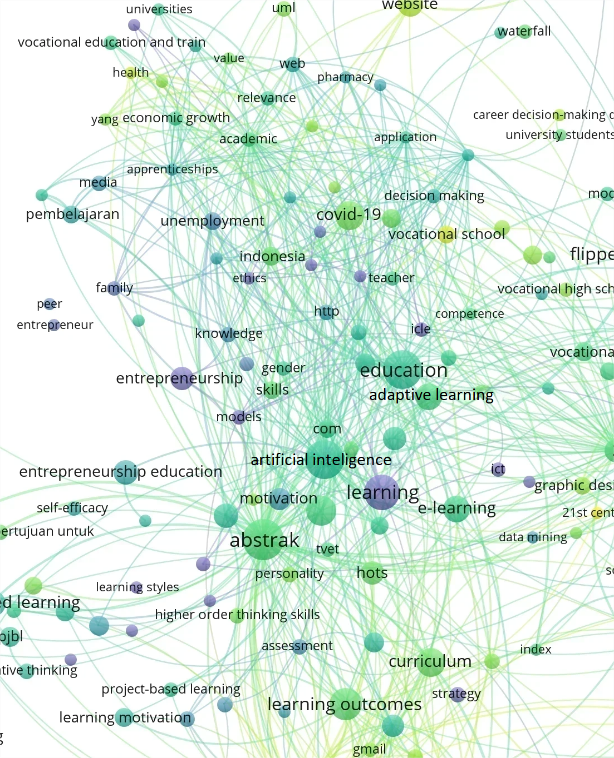 website
universities
uml
vocational education and train
waterfall
value
web
health
pharmacy
relevance
yang
economic growth
career decision-making d
academic
application
university students
apprenticeships
media
decision making
moc
pembelajaran
unemployment
covid-19
vocational school
indonesia
flippe
ethics
teacher
family
vocational high sch
peer
http
competence
entrepreneur
knowledge
icle
vocationa
education
gender
entrepreneurship
skills
adaptive learning
models
com
artificial inteligence
entrepreneurship education
ict
motivation
learning
graphic desi
self-efficacy
e-learning
21st cent
ertujuan untuk
abstrak
data mining
tvet
personality
hots
learning styles
ed learning
higher order thinking skills
pjbl
assessment
index
curriculum
tive thinking
project-based learning
strategy
learning outcomes
learning motivation
g
gmail